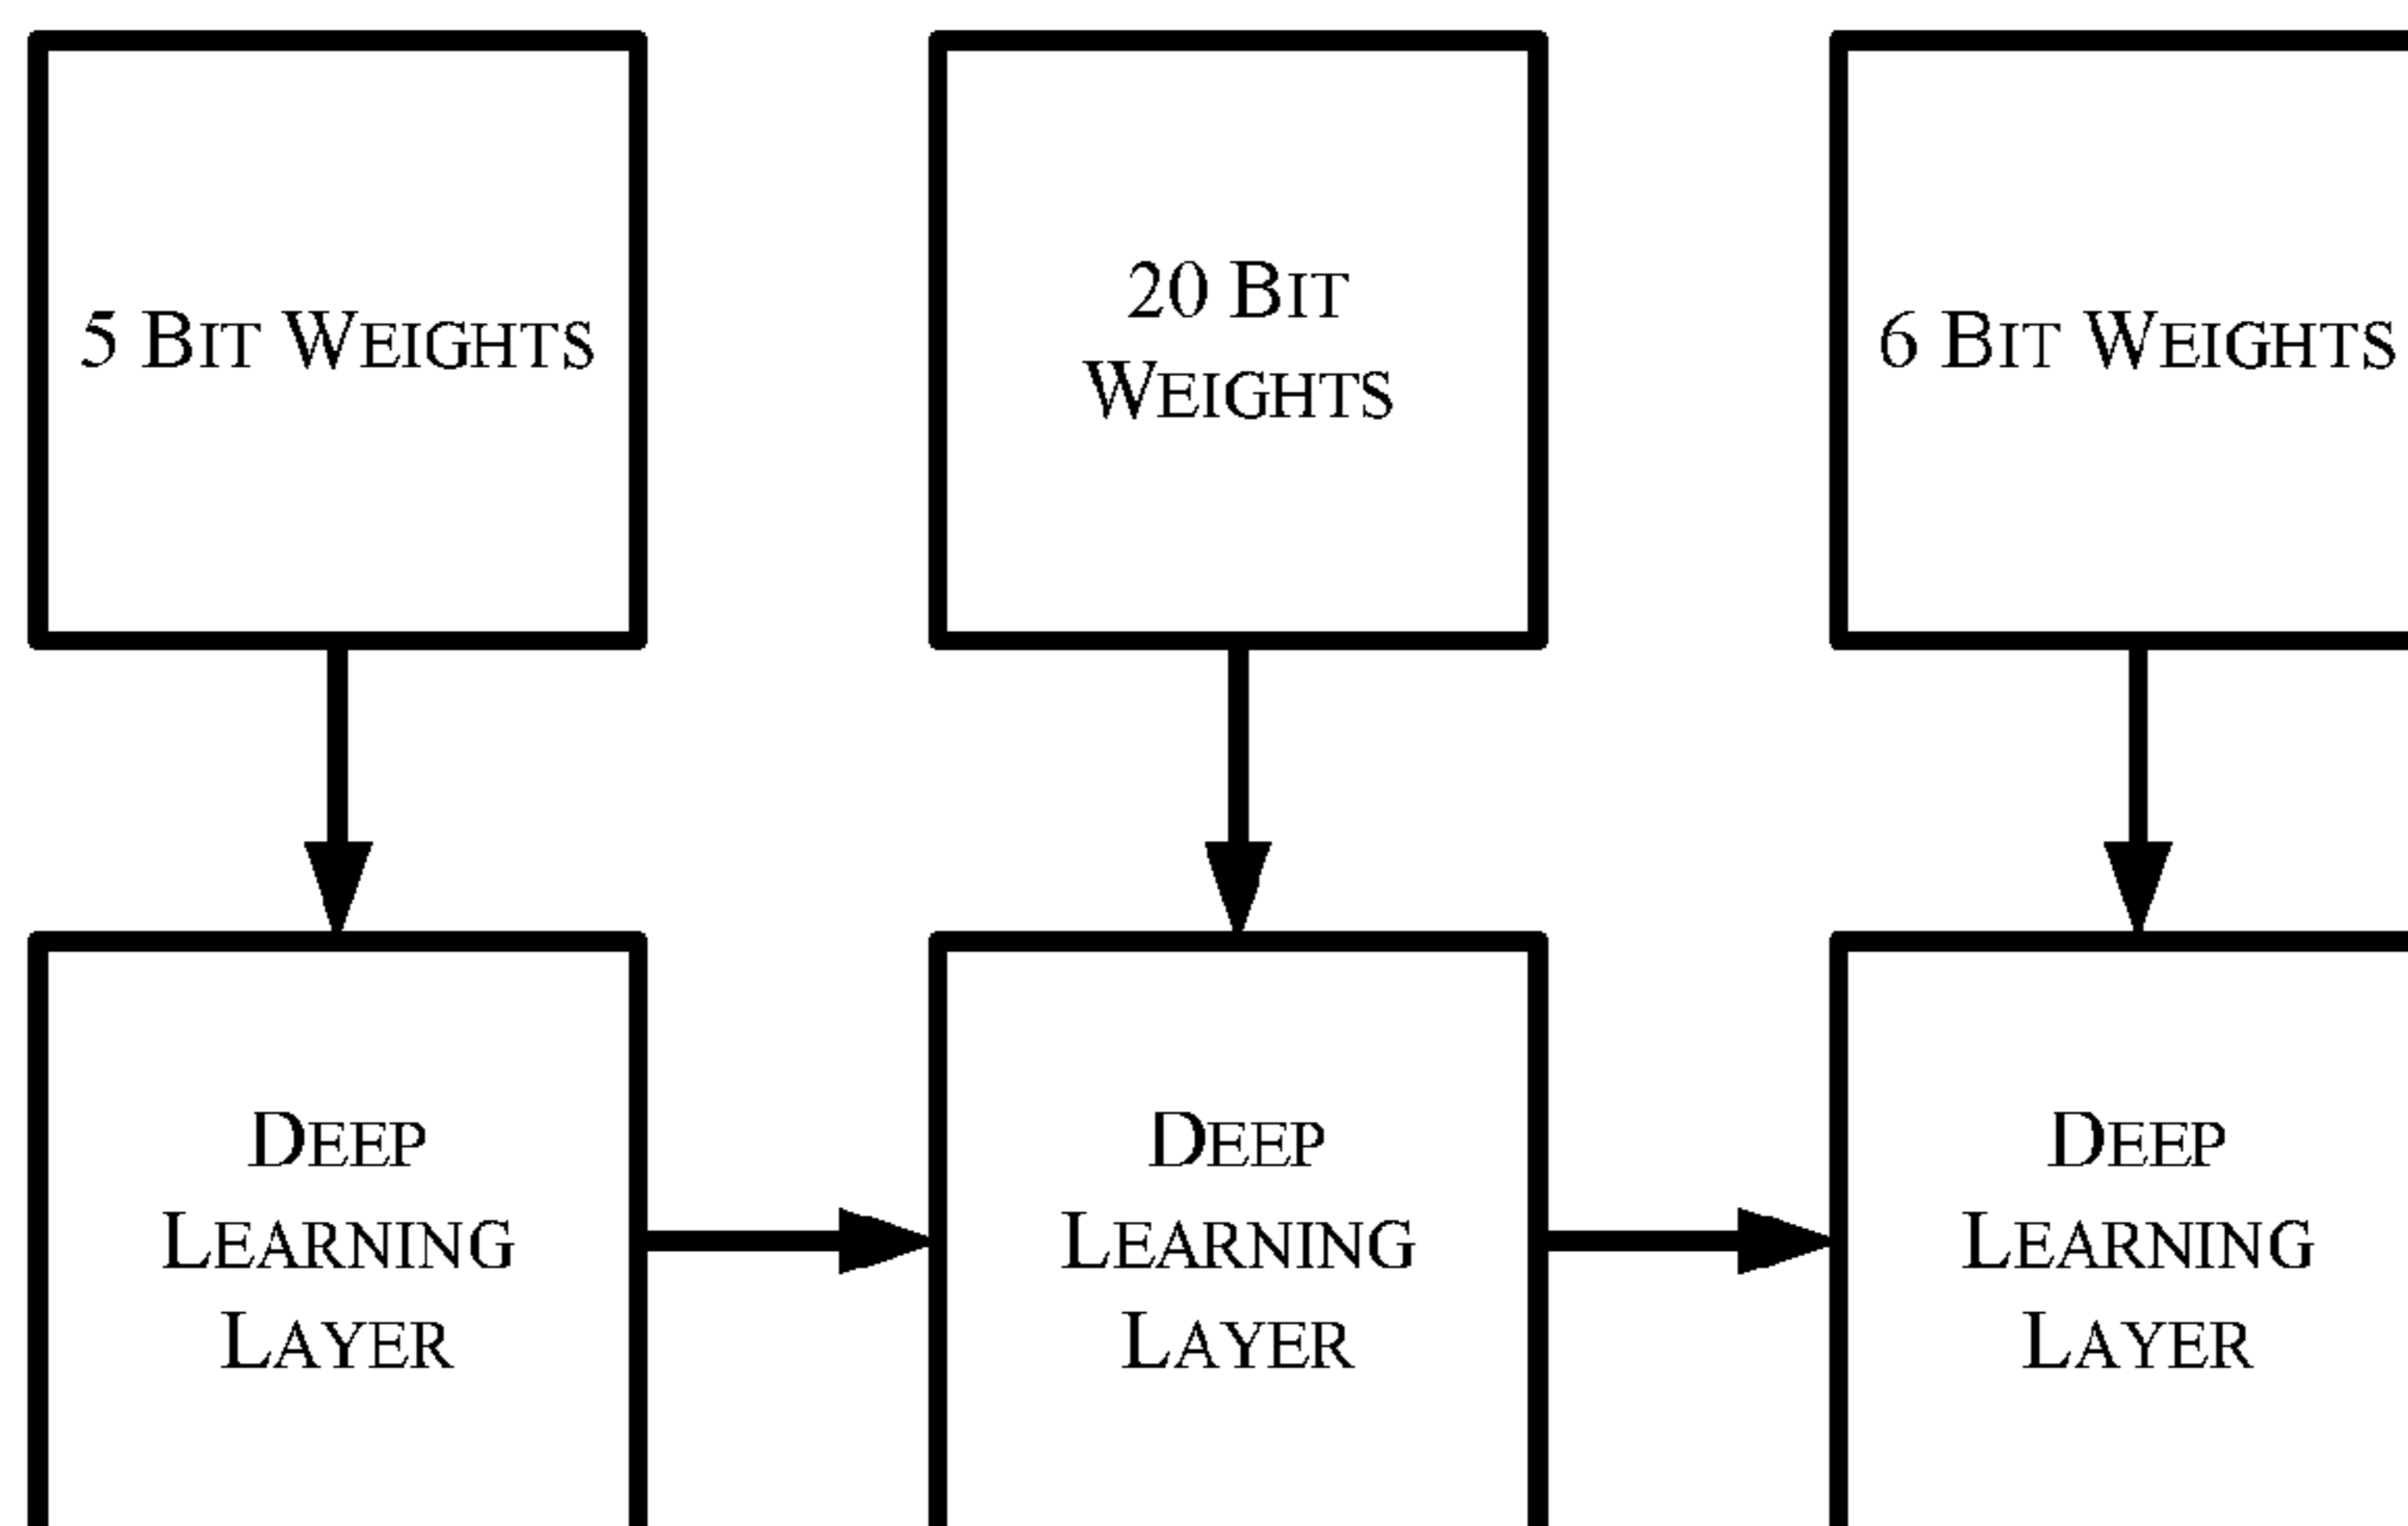 5 BIT WEIGHTS
20 BIT
WEIGHTS
6 BIT WEIGHTS
DEEP
LEARNING
LAYER
DEEP
LEARNING
LAYER
DEEP
LEARNING
LAYER